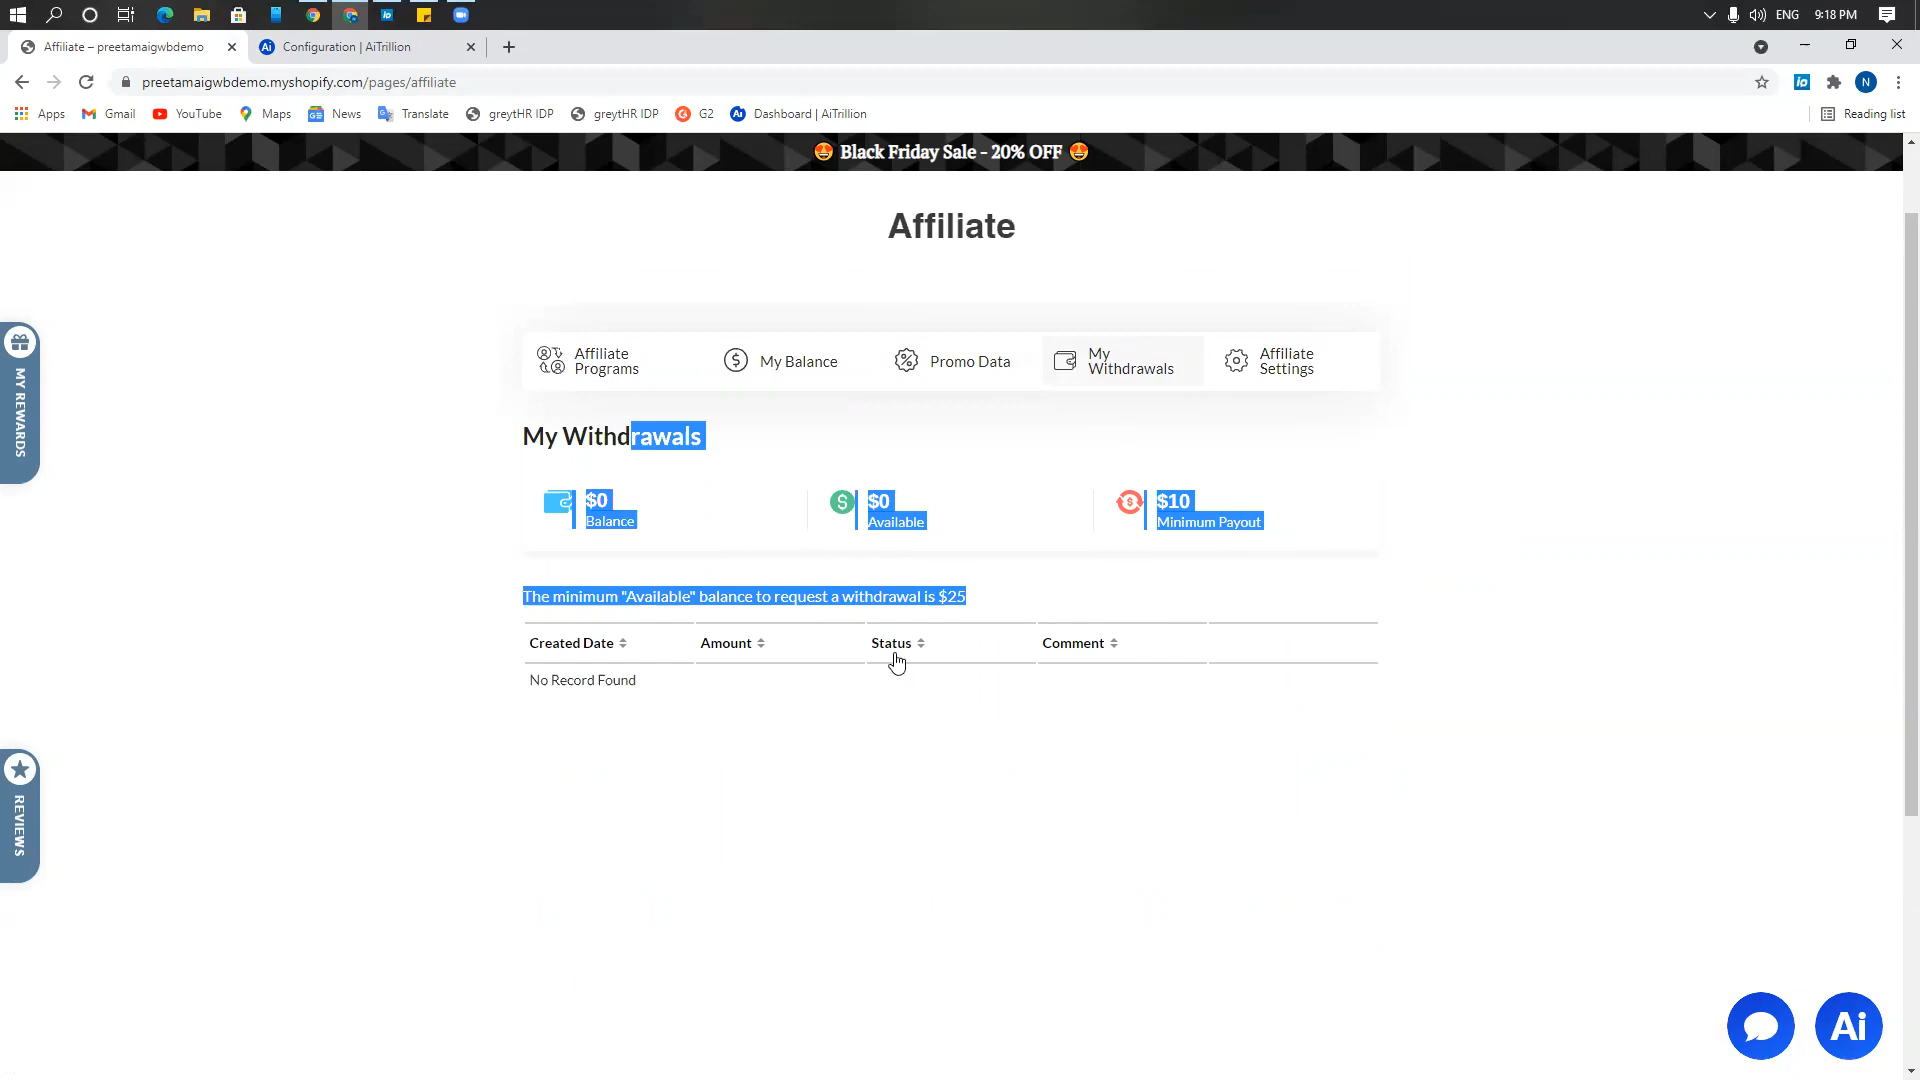 ENG
9:18 PM
Affiliate – preetamaigwbdemo
Ai
Configuration | AiTrillion
preetamaigwbdemo.myshopify.com/pages/affiliate
N
Apps
Gmail
YouTube
Maps
News
Translate
greytHR IDP
greytHR IDP
G2
Dashboard | AiTrillion
Reading list
Black Friday Sale - 20% OFF
Affiliate
Affiliate
Programs
My Balance
Promo Data
My
Withdrawals
Affiliate
Settings
My Withdrawals
$0
Balance
$0
Available
$10
Minimum Payout
The minimum "Available" balance to request a withdrawal is $25
Created Date
Amount
Status
Comment
No Record Found
MY REWARDS
REVIEWS
Ai